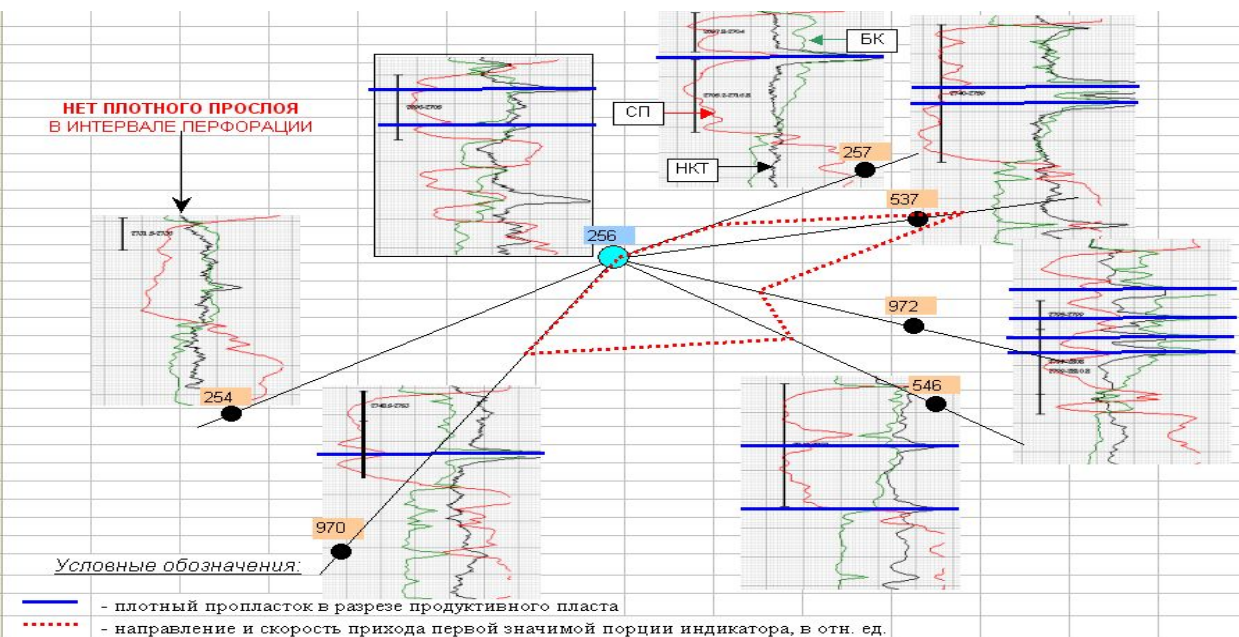 БК
СП
НКТ
НЕТ ПЛОТНОГО ПРОСЛОЯ
В ИНТЕРВАЛЕ ПЕРФОРАЦИИ
257
537
256
972
546
254
970
Условные обозначения:
- плотный пропласток в разрезе продуктивного пласта
- направление и скорость прихода первой значимой порции индикатора, в отн. ед.